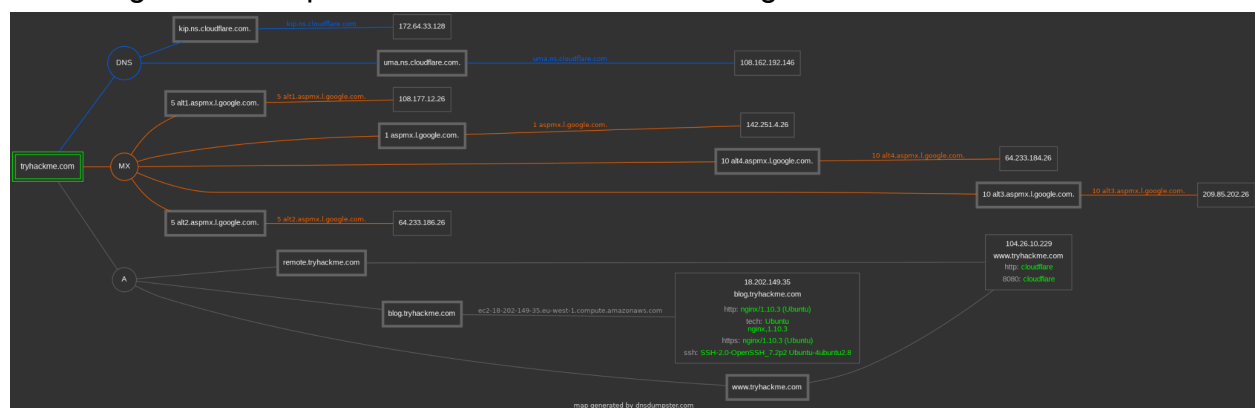 kip.ns.cloudflare.com.
kip.ns.cloudflare.com.
172.64.33.128
DNS
uma.ns.cloudflare.com.
uma.ns.cloudflare.com.
108.162.192.146
5 alt1.aspmx.l.google.com.
5 alt1.aspmx.l.google.com.
108.177.12.26
1 aspmx.l.google.com.
1 aspmx.l.google.com.
142.251.4.26
tryhackme.com
MX
10 alt4.aspmx.l.google.com.
10 alt4.aspmx.l.google.com.
64.233.184.26
10 alt3.aspmx.l.google.com.
10 alt3.aspmx.l.google.com.
209.85.202.26
5 alt2.aspmx.l.google.com.
5 alt2.aspmx.l.google.com.
64.233.186.26
A
remote.tryhackme.com
104.26.10.229
www.tryhackme.com
http: cloudflare
8080: cloudflare
blog.tryhackme.com
ec2-18-202-149-35.eu-west-1.compute.amazonaws.com
18.202.149.35
blog.tryhackme.com
http: nginx/1.10.3 (Ubuntu)
tech: Ubuntu
nginx,1.10.3
https: nginx/1.10.3 (Ubuntu)
ssh: SSH-2.0-OpenSSH_7.2p2 Ubuntu-4ubuntu2.8
www.tryhackme.com
map generated by dnsdumpster.com